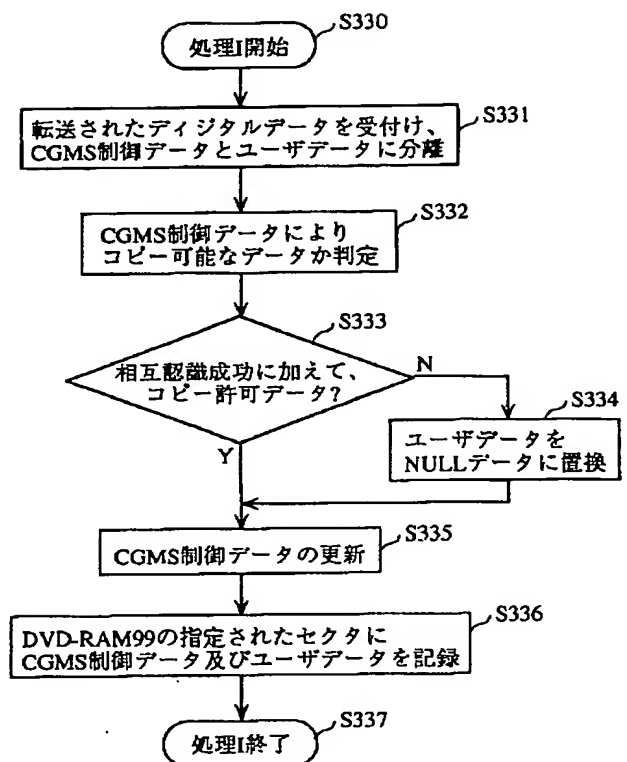 S330
処理I開始
S331
転送されたディジタルデータを受付け、
CGMS制御データとユーザデータに分離
S332
CGMS制御データにより
コピー可能なデータか判定
S333
相互認識成功に加えて、
コピー許可データ?
N
S334
ユーザデータを
NULLデータに置換
Y
S335
CGMS制御データの更新
S336
DVD-RAM99の指定されたセクタに
CGMS制御データ及びユーザデータを記録
S337
処理I終了